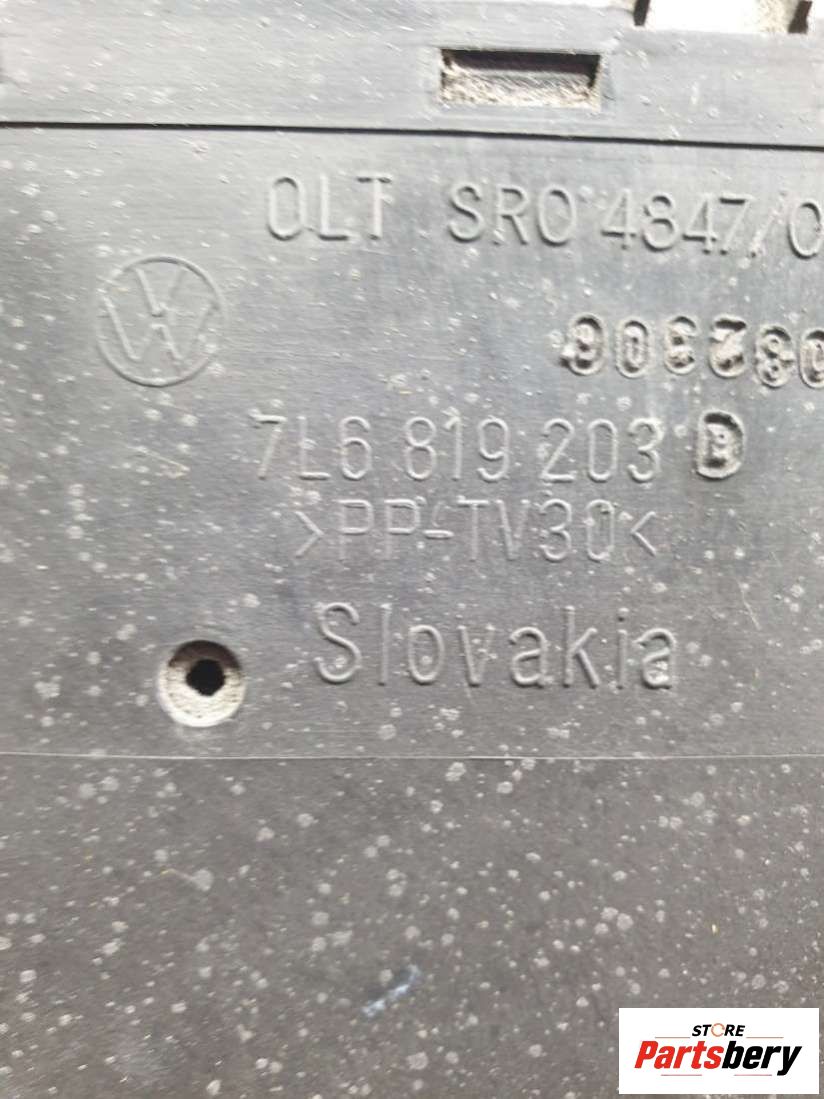 OLT SRO 4847/0
7L6 819 203
>PP-TV30<
Slovakia
STORE
Partsbery